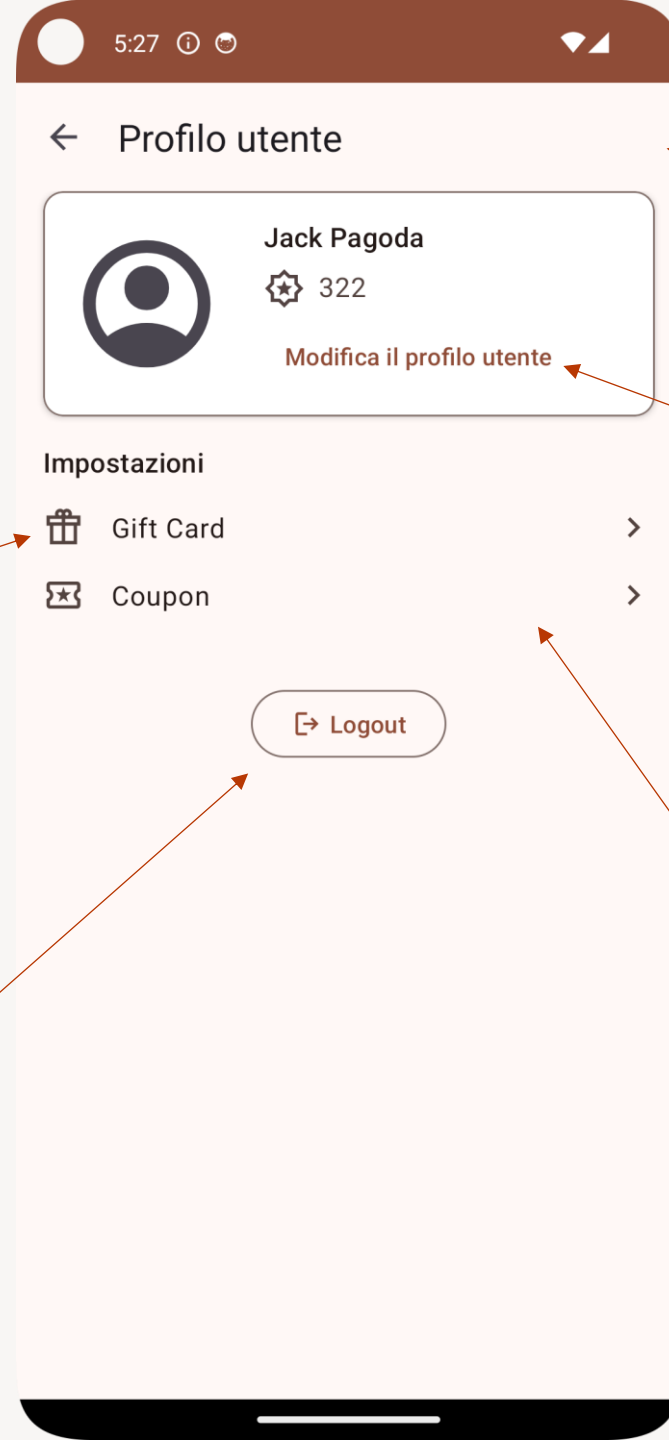 5:27
Profilo utente
Jack Pagoda
322
Modifica il profilo utente
Impostazioni
Gift Card
Coupon
Logout